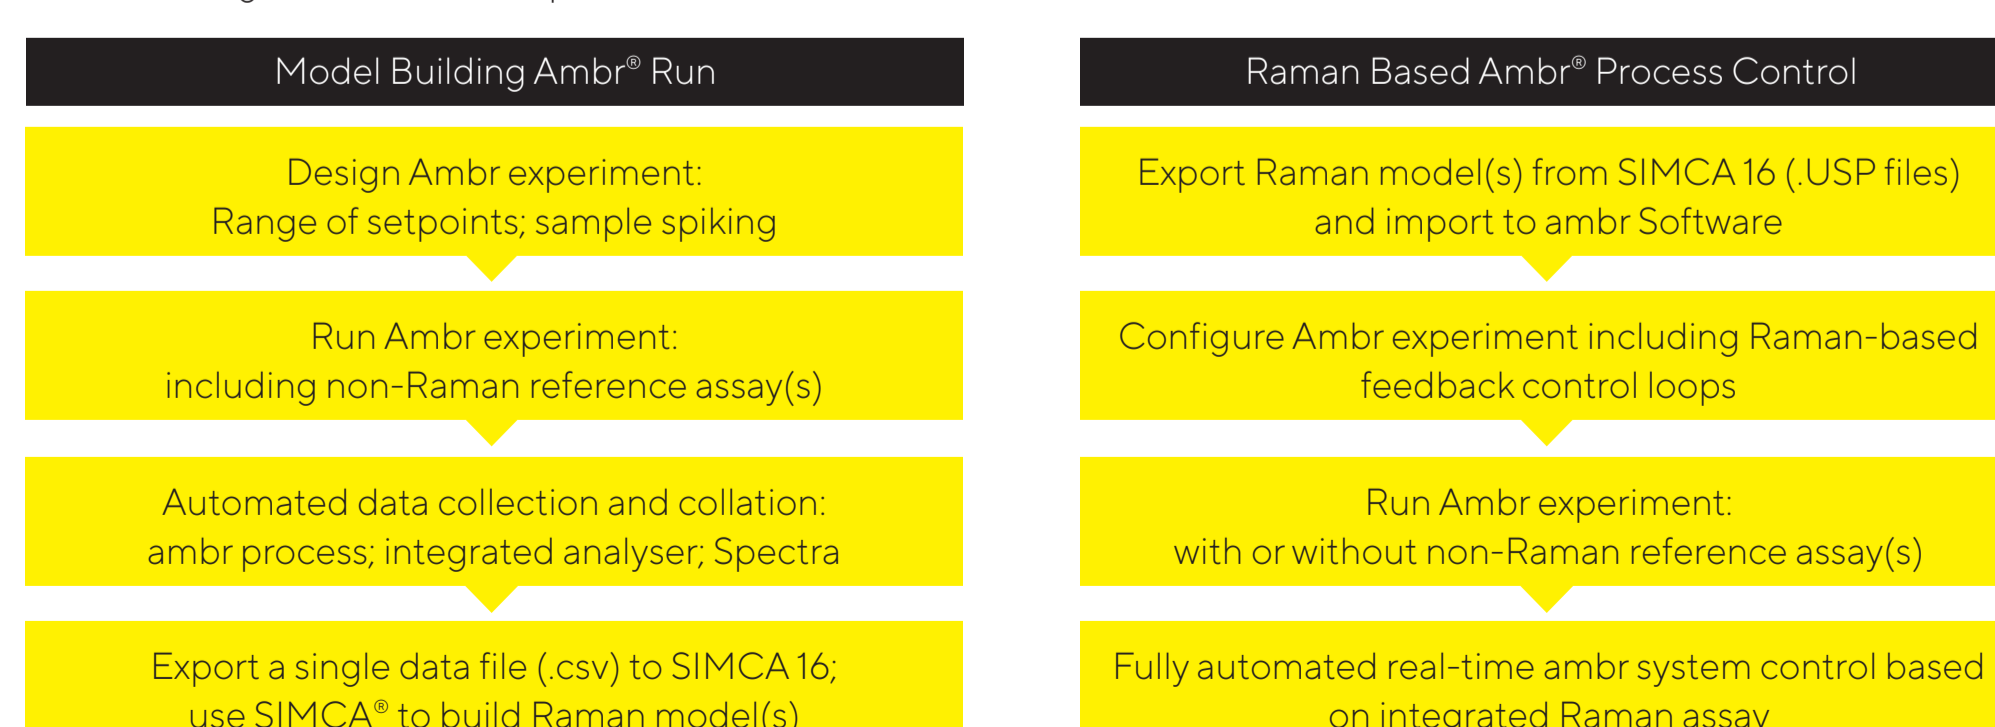 Model Building Ambr® Run
Design Ambr experiment:
Range of setpoints; sample spiking
Run Ambr experiment:
including non-Raman reference assay(s)
Automated data collection and collation:
ambr process; integrated analyser; Spectra
Export a single data file (.csv) to SIMCA 16;
use SIMCA® to build Raman model(s)
Raman Based Ambr® Process Control
Export Raman model(s) from SIMCA 16 (.USP files)
and import to ambr Software
Configure Ambr experiment including Raman-based
feedback control loops
Run Ambr experiment:
with or without non-Raman reference assay(s)
Fully automated real-time ambr system control based
on integrated Raman assay